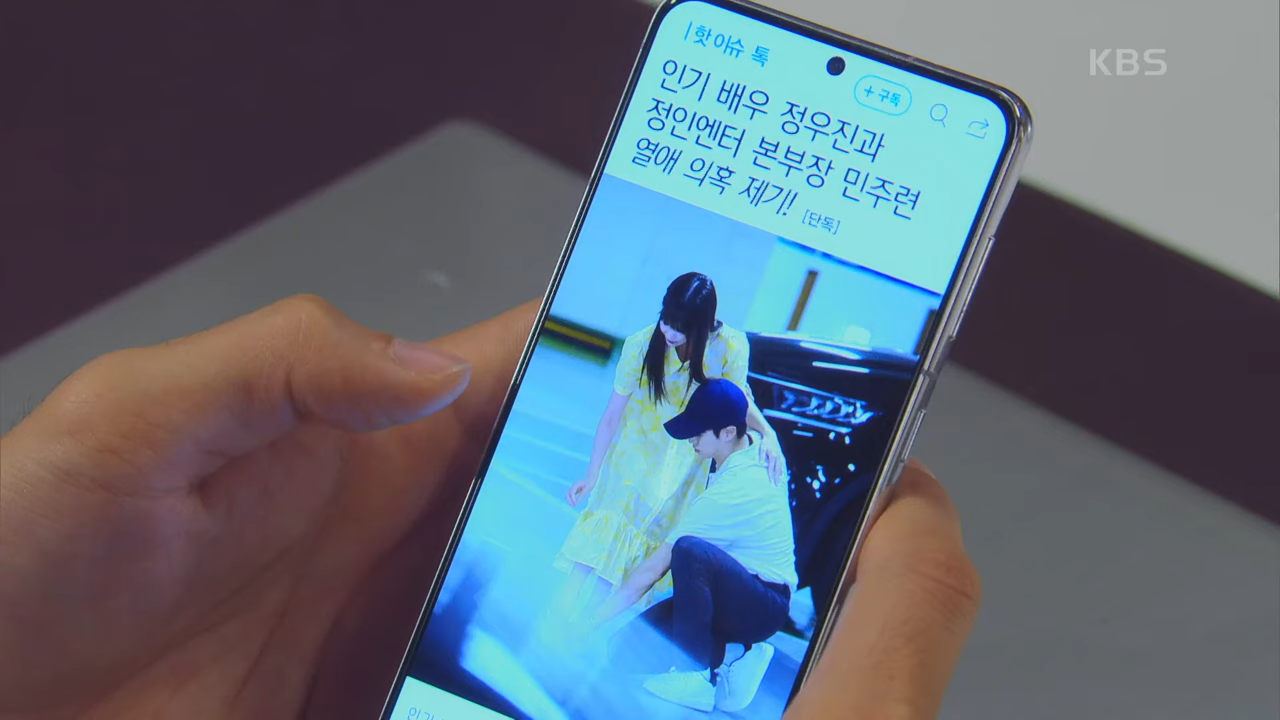 KBS
| 핫이슈 톡
+ 구독
인기 배우 정우진과
정인엔터 본부장 민주련
열애 의혹 제기! [단독]